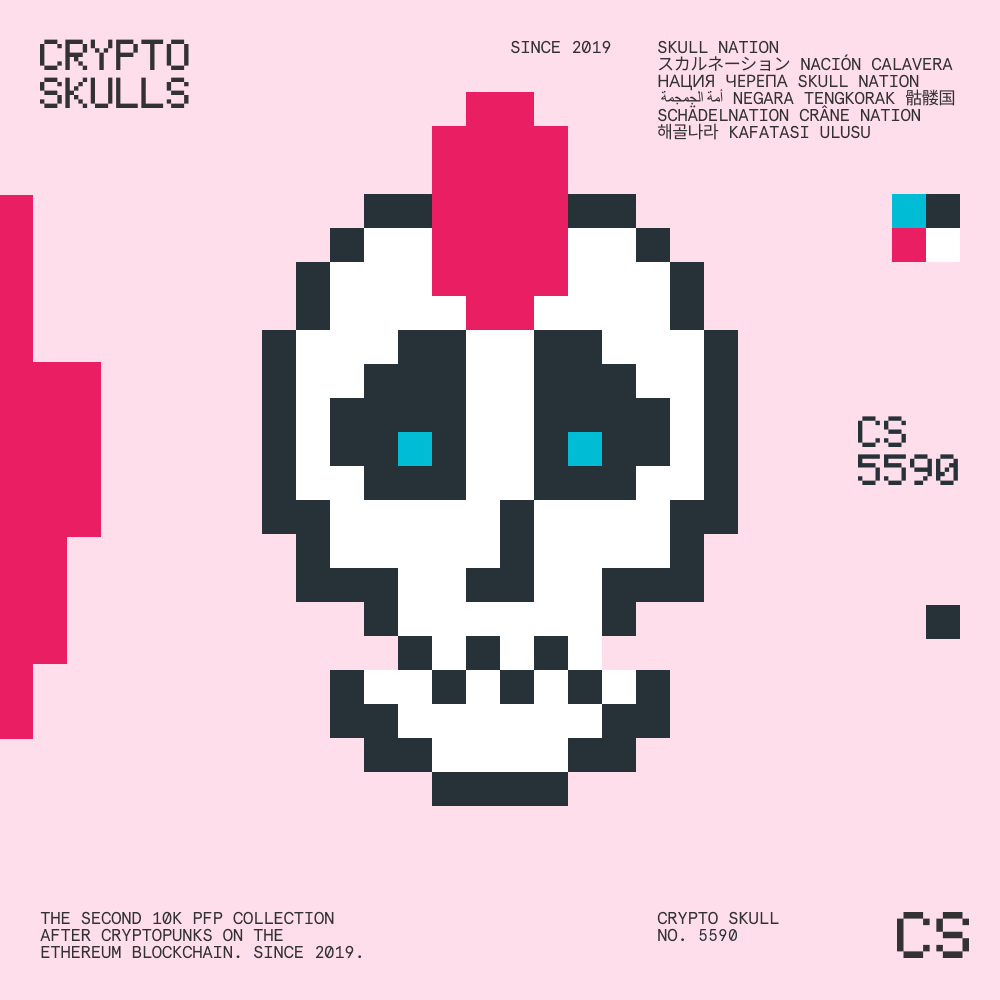 CRYPTO
SKULLS
SINCE 2019
SKULL NATION
スカルネーション NACIÓN CALAVERA
НАЦИЯ ЧЕРЕПА SKULL NATION
أمة الجمجمة NEGARA TENGKORAK 骷髅国
SCHÄDELNATION CRÂNE NATION
해골나라 KAFATASI ULUSU
CS
5590
THE SECOND 10K PFP COLLECTION
AFTER CRYPTOPUNKS ON THE
ETHEREUM BLOCKCHAIN. SINCE 2019.
CRYPTO SKULL
NO. 5590
CS